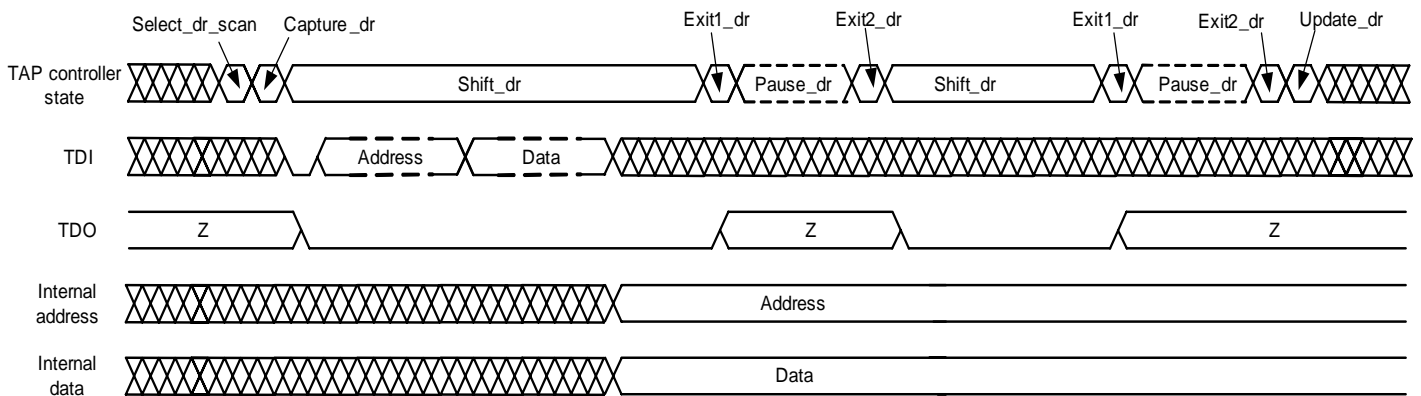 Select_dr_scan Capture_dr Exit1_dr Exit2_dr Exit1_dr Exit2_dr Update_dr
TAP controller state Shift_dr Pause_dr Shift_dr Pause_dr
TDI Address Data
TDO Z Z Z
Internal address Address
Internal data Data